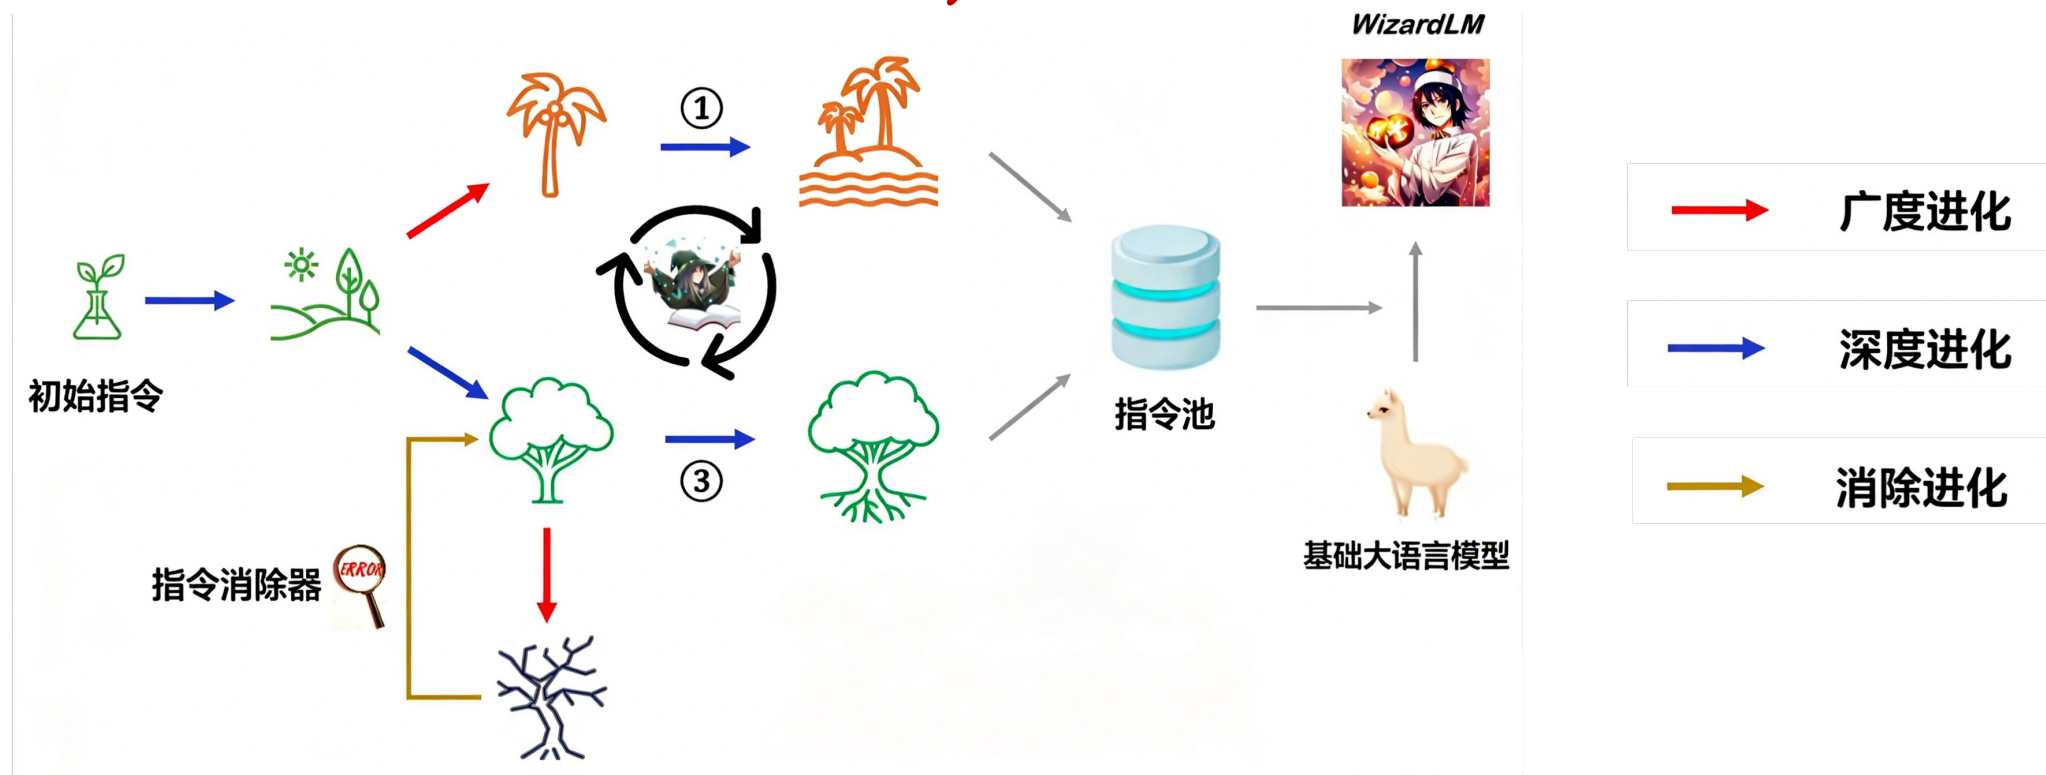 WizardLM
①
广度进化
深度进化
初始指令
指令池
消除进化
③
指令消除器
ERROR
基础大语言模型